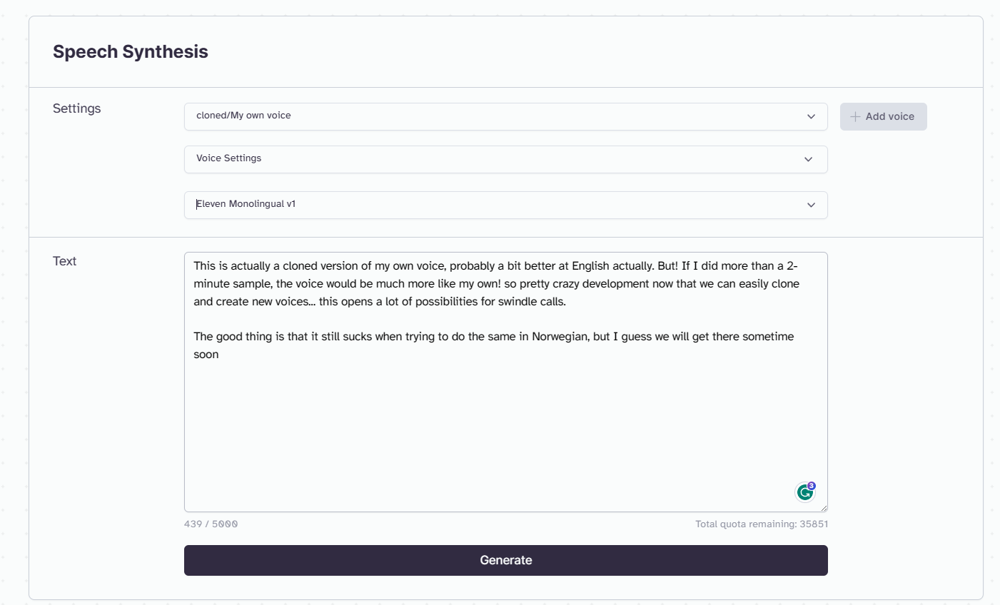 Speech Synthesis
Settings
cloned/My own voice
Add voice
Voice Settings
Eleven Monolingual v1
Text
This is actually a cloned version of my own voice, probably a bit better at English actually. But! If I did more than a 2-
minute sample, the voice would be much more like my own! so pretty crazy development now that we can easily clone
and create new voices... this opens a lot of possibilities for swindle calls.
The good thing is that it still sucks when trying to do the same in Norwegian, but I guess we will get there sometime
soon
3
439 / 5000
Total quota remaining: 35851
Generate